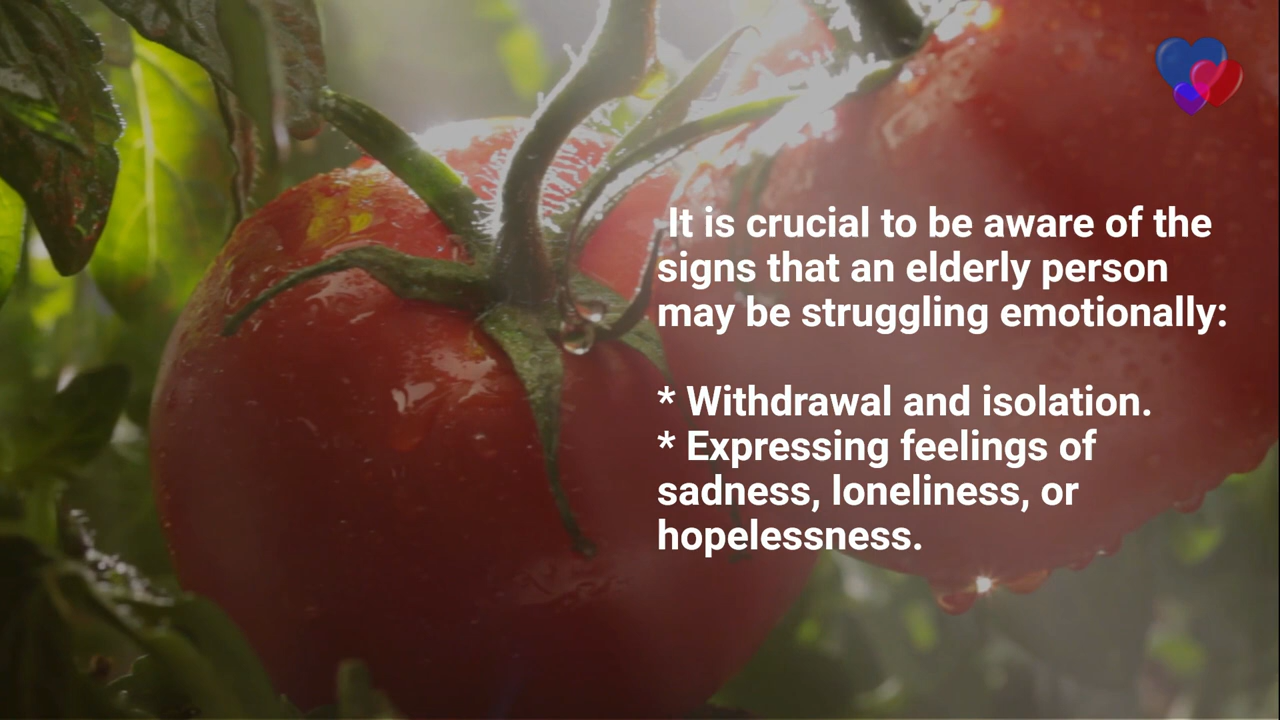 It is crucial to be aware of the
signs that an elderly person
may be struggling emotionally:
* Withdrawal and isolation.
* Expressing feelings of
sadness, loneliness, or
hopelessness.